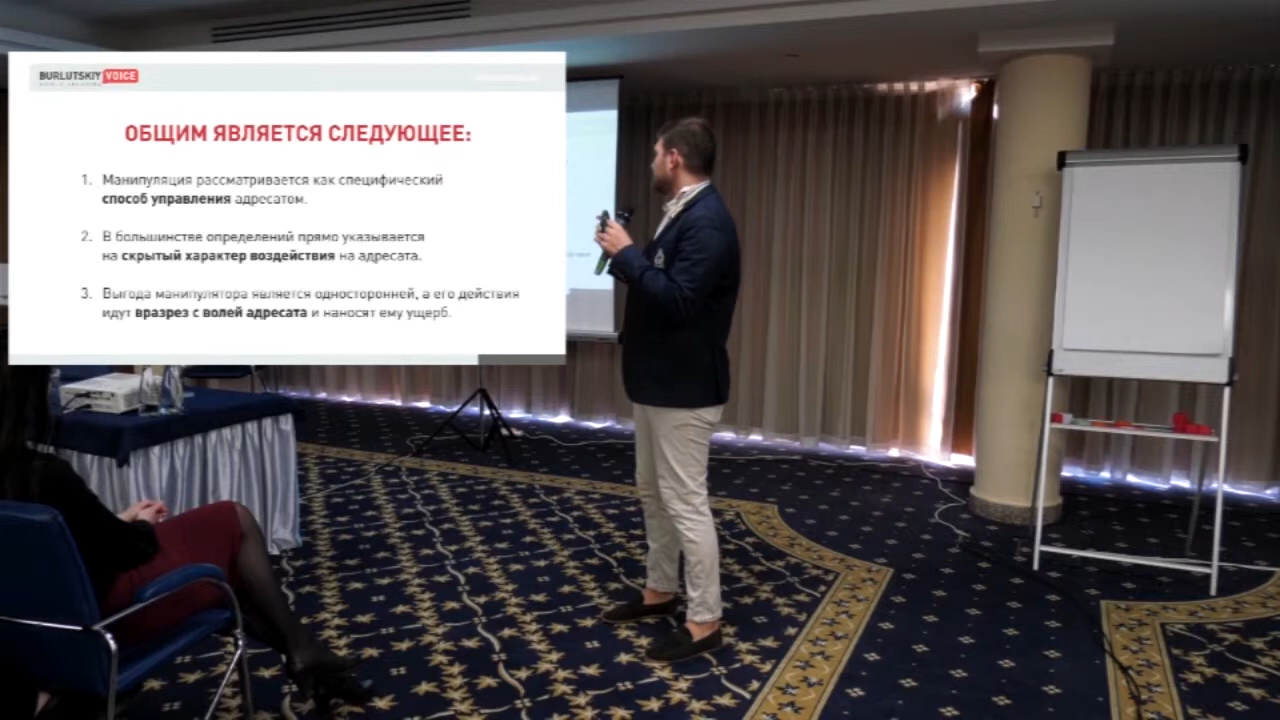 BURLUTSKIY VOICE
ОБЩИМ ЯВЛЯЕТСЯ СЛЕДУЮЩЕЕ:
1. Манипуляция рассматривается как специфический
способ управления адресатом.
2. В большинстве определений прямо указывается
на скрытый характер воздействия на адресата.
3. Выгода манипулятора является односторонней, а его действия
идут вразрез с волей адресата и наносят ему ущерб.